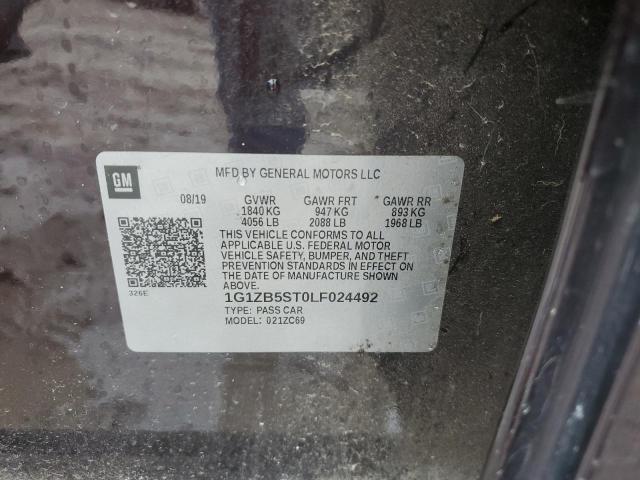 GM
MFD BY GENERAL MOTORS LLC
08/19 GVWR GAWR FRT GAWR RR
1840 KG 947 KG 893 KG
4056 LB 2088 LB 1968 LB
THIS VEHICLE CONFORMS TO ALL
APPLICABLE U.S. FEDERAL MOTOR
VEHICLE SAFETY, BUMPER, AND THEFT
PREVENTION STANDARDS IN EFFECT ON
THE DATE OF MANUFACTURE SHOWN
ABOVE.
326E
1G1ZB5ST0LF024492
TYPE: PASS CAR
MODEL: 021ZC69